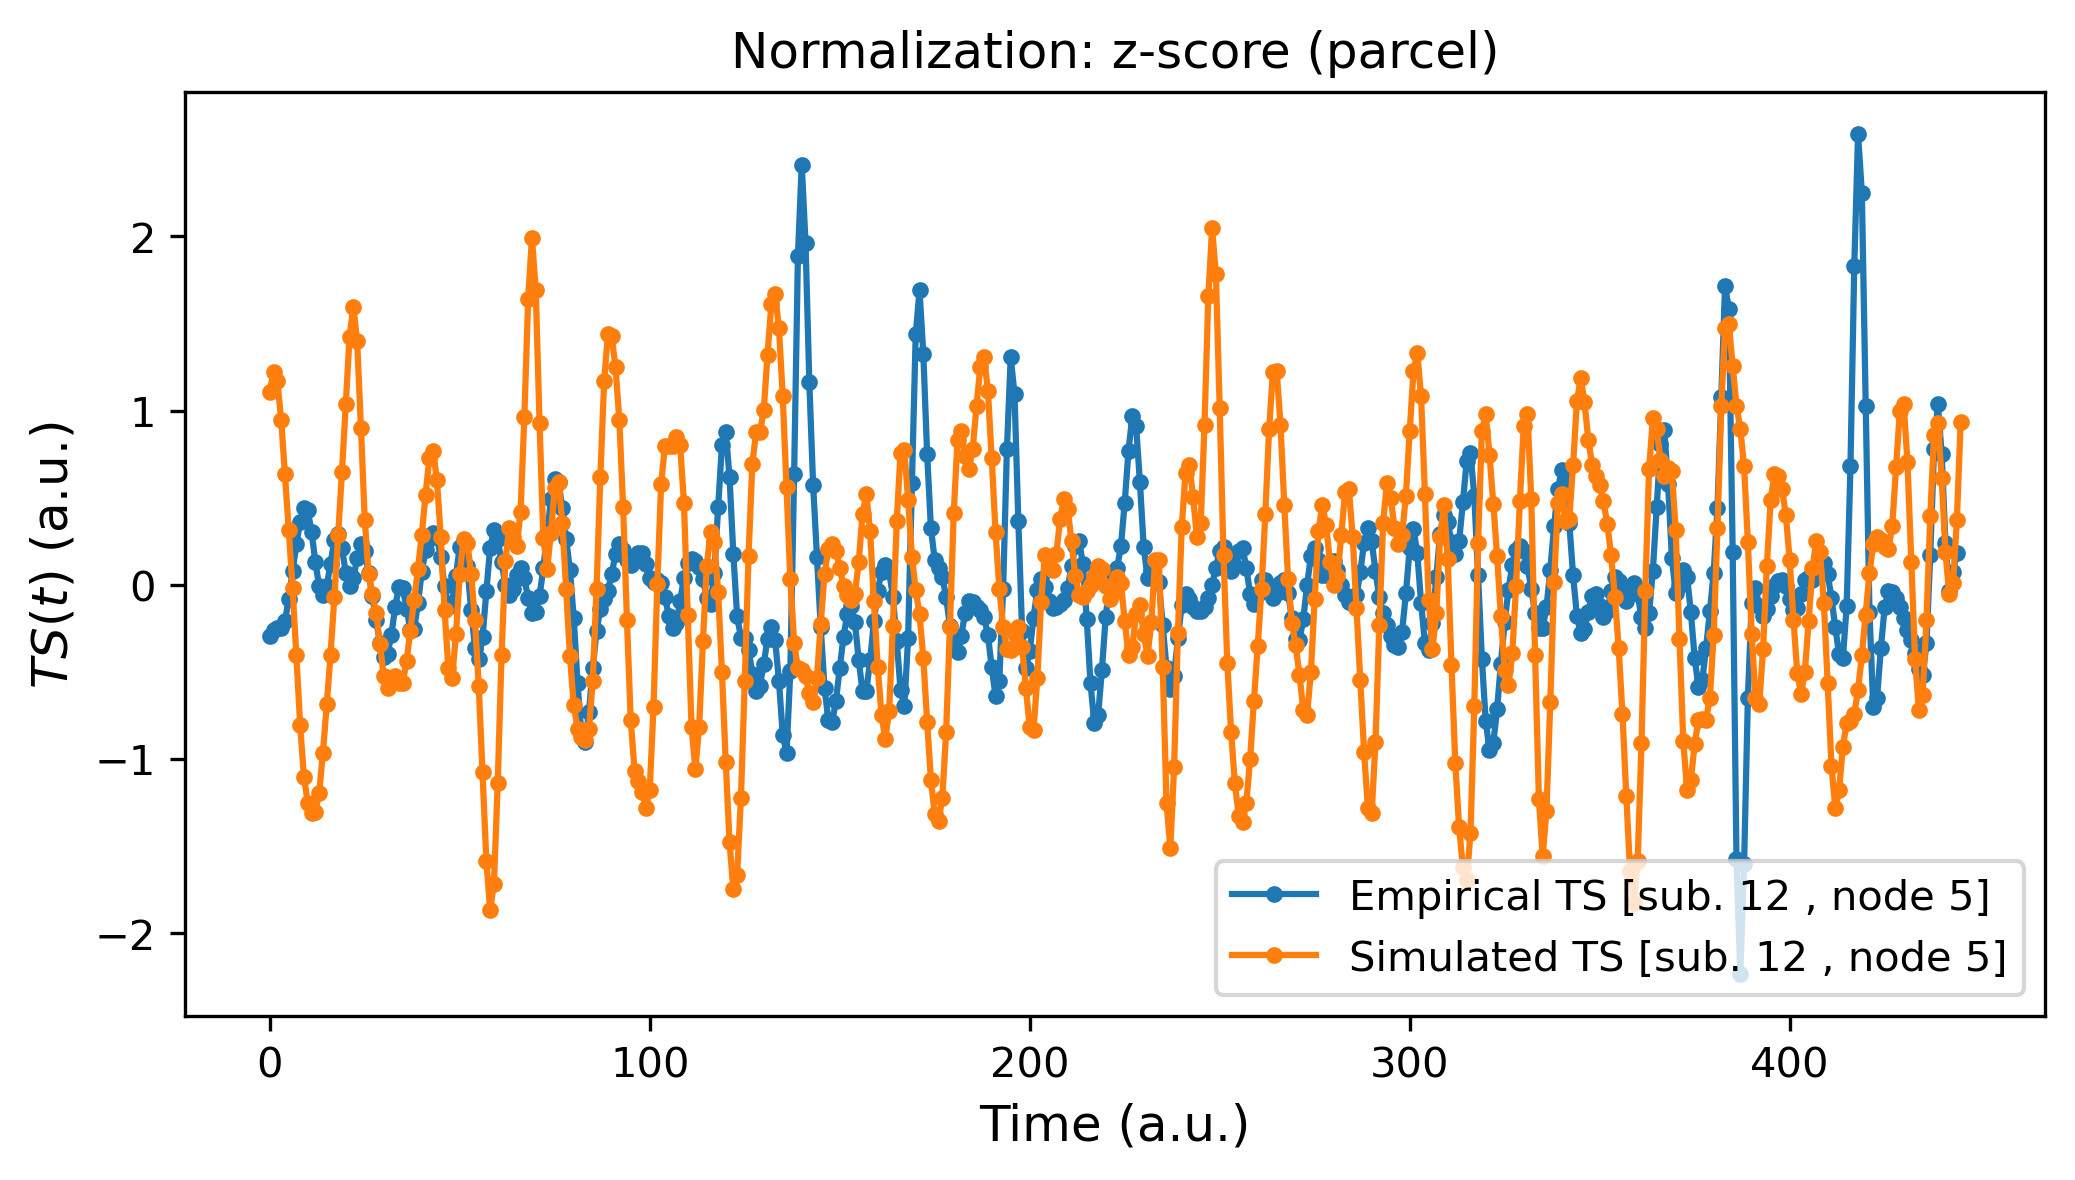 Normalization: z-score (parcel)
TS(t) (a.u.)
2
1
0
−1
−2
Empirical TS [sub. 12 , node 5]
Simulated TS [sub. 12 , node 5]
0 100 200 300 400
Time (a.u.)